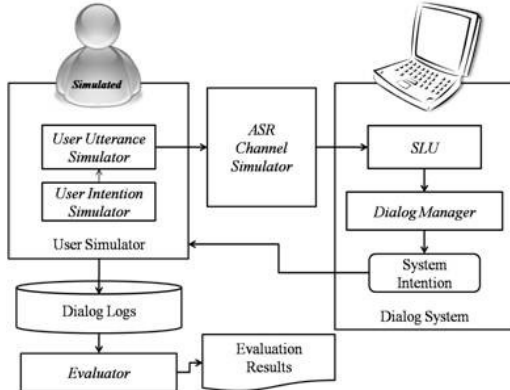 Simulated
User Utterance
Simulator
User Intention
Simulator
User Simulator
ASR
Channel
Simulator
SLU
Dialog Manager
System
Intention
Dialog System
Dialog Logs
Evaluator
Evaluation
Results